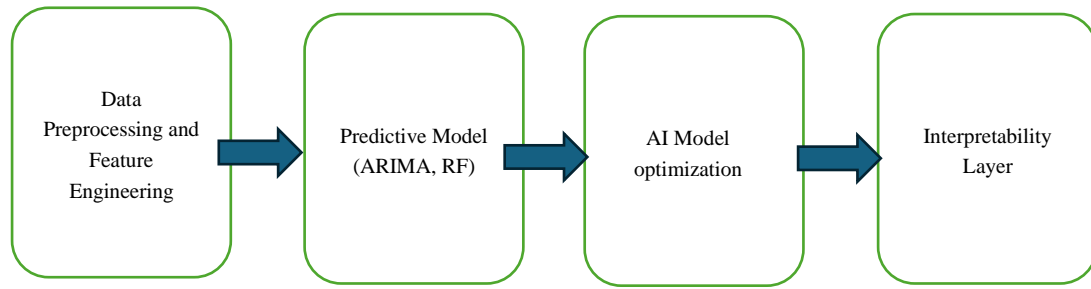 Data
Preprocessing and
Feature
Engineering
Predictive Model
(ARIMA, RF)
AI Model
optimization
Interpretability
Layer